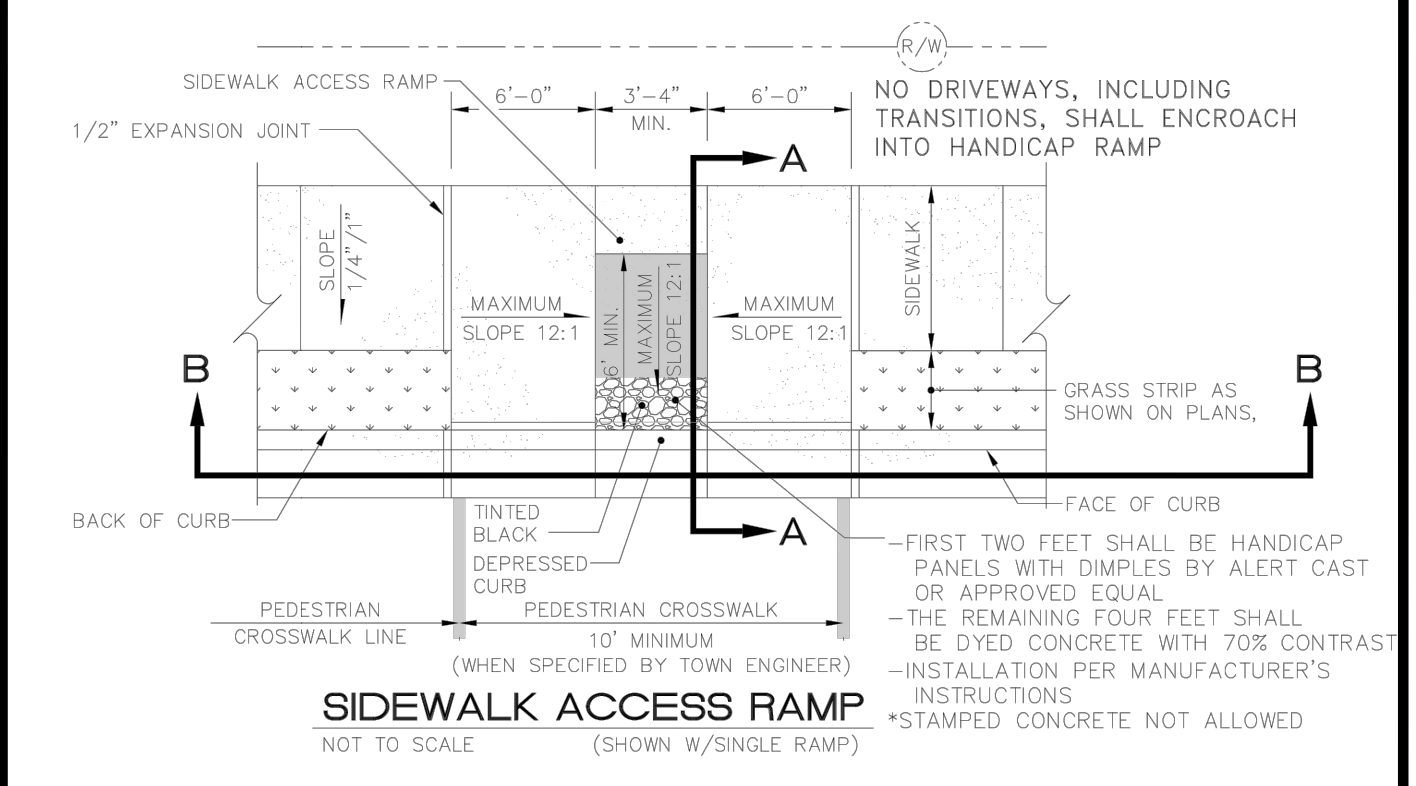 R/W
SIDEWALK ACCESS RAMP
6'-0"
3'-4"
MIN.
6'-0"
NO DRIVEWAYS, INCLUDING
TRANSITIONS, SHALL ENCROACH
INTO HANDICAP RAMP
1/2" EXPANSION JOINT
A
SLOPE
1/4"/1"
SIDEWALK
MAXIMUM
SLOPE 12:1
6' MIN.
MAXIMUM
SLOPE 12:1
MAXIMUM
SLOPE 12:1
B
B
GRASS STRIP AS
SHOWN ON PLANS,
BACK OF CURB
TINTED
BLACK
DEPRESSED
CURB
A
FACE OF CURB
-FIRST TWO FEET SHALL BE HANDICAP
PANELS WITH DIMPLES BY ALERT CAST
OR APPROVED EQUAL
-THE REMAINING FOUR FEET SHALL
BE DYED CONCRETE WITH 70% CONTRAST
-INSTALLATION PER MANUFACTURER'S
INSTRUCTIONS
*STAMPED CONCRETE NOT ALLOWED
PEDESTRIAN
CROSSWALK LINE
PEDESTRIAN CROSSWALK
10' MINIMUM
(WHEN SPECIFIED BY TOWN ENGINEER)
SIDEWALK ACCESS RAMP
NOT TO SCALE (SHOWN W/SINGLE RAMP)